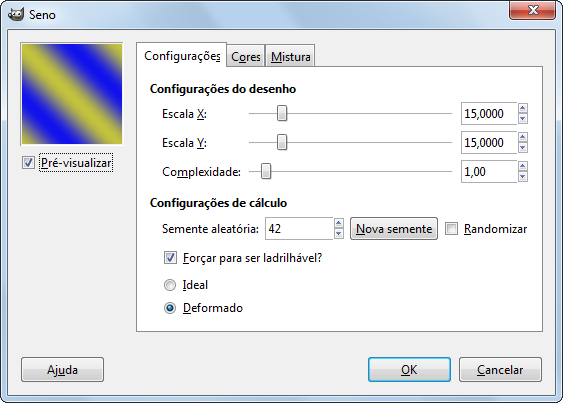 Seno
Configurações Cores Mistura
Configurações do desenho
Escala X: 15,0000
Escala Y: 15,0000
Complexidade: 1,00
Pré-visualizar
Configurações de cálculo
Semente aleatória: 42 Nova semente Randomizar
Forçar para ser ladrilhável?
Ideal
Deformado
Ajuda OK Cancelar